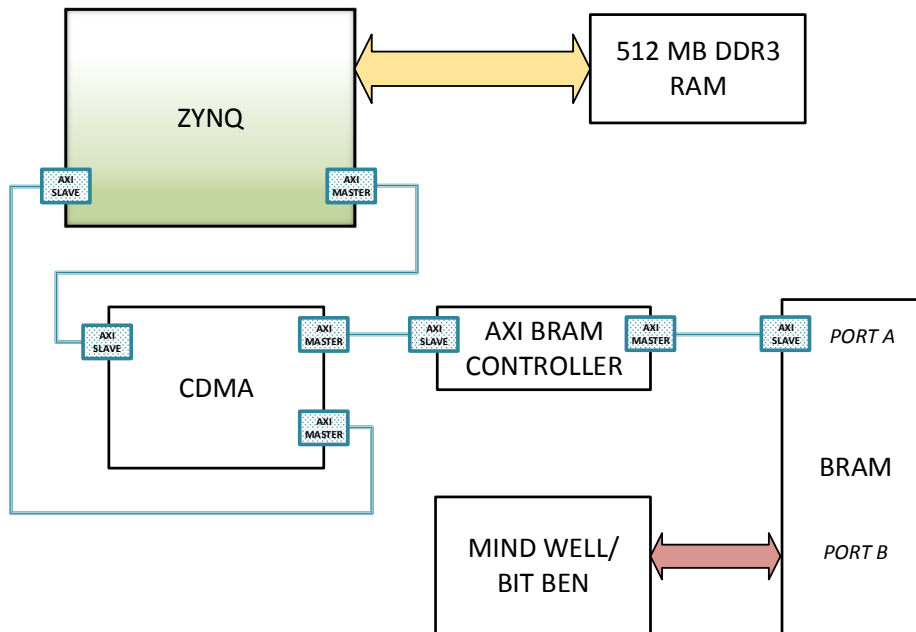 512 MB DDR3
RAM
ZYNQ
AXI
SLAVE
AXI
MASTER
AXI
SLAVE
AXI
MASTER
AXI
SLAVE
AXI BRAM
CONTROLLER
AXI
MASTER
AXI
SLAVE
PORT A
CDMA
AXI
MASTER
BRAM
MIND WELL/
BIT BEN
PORT B